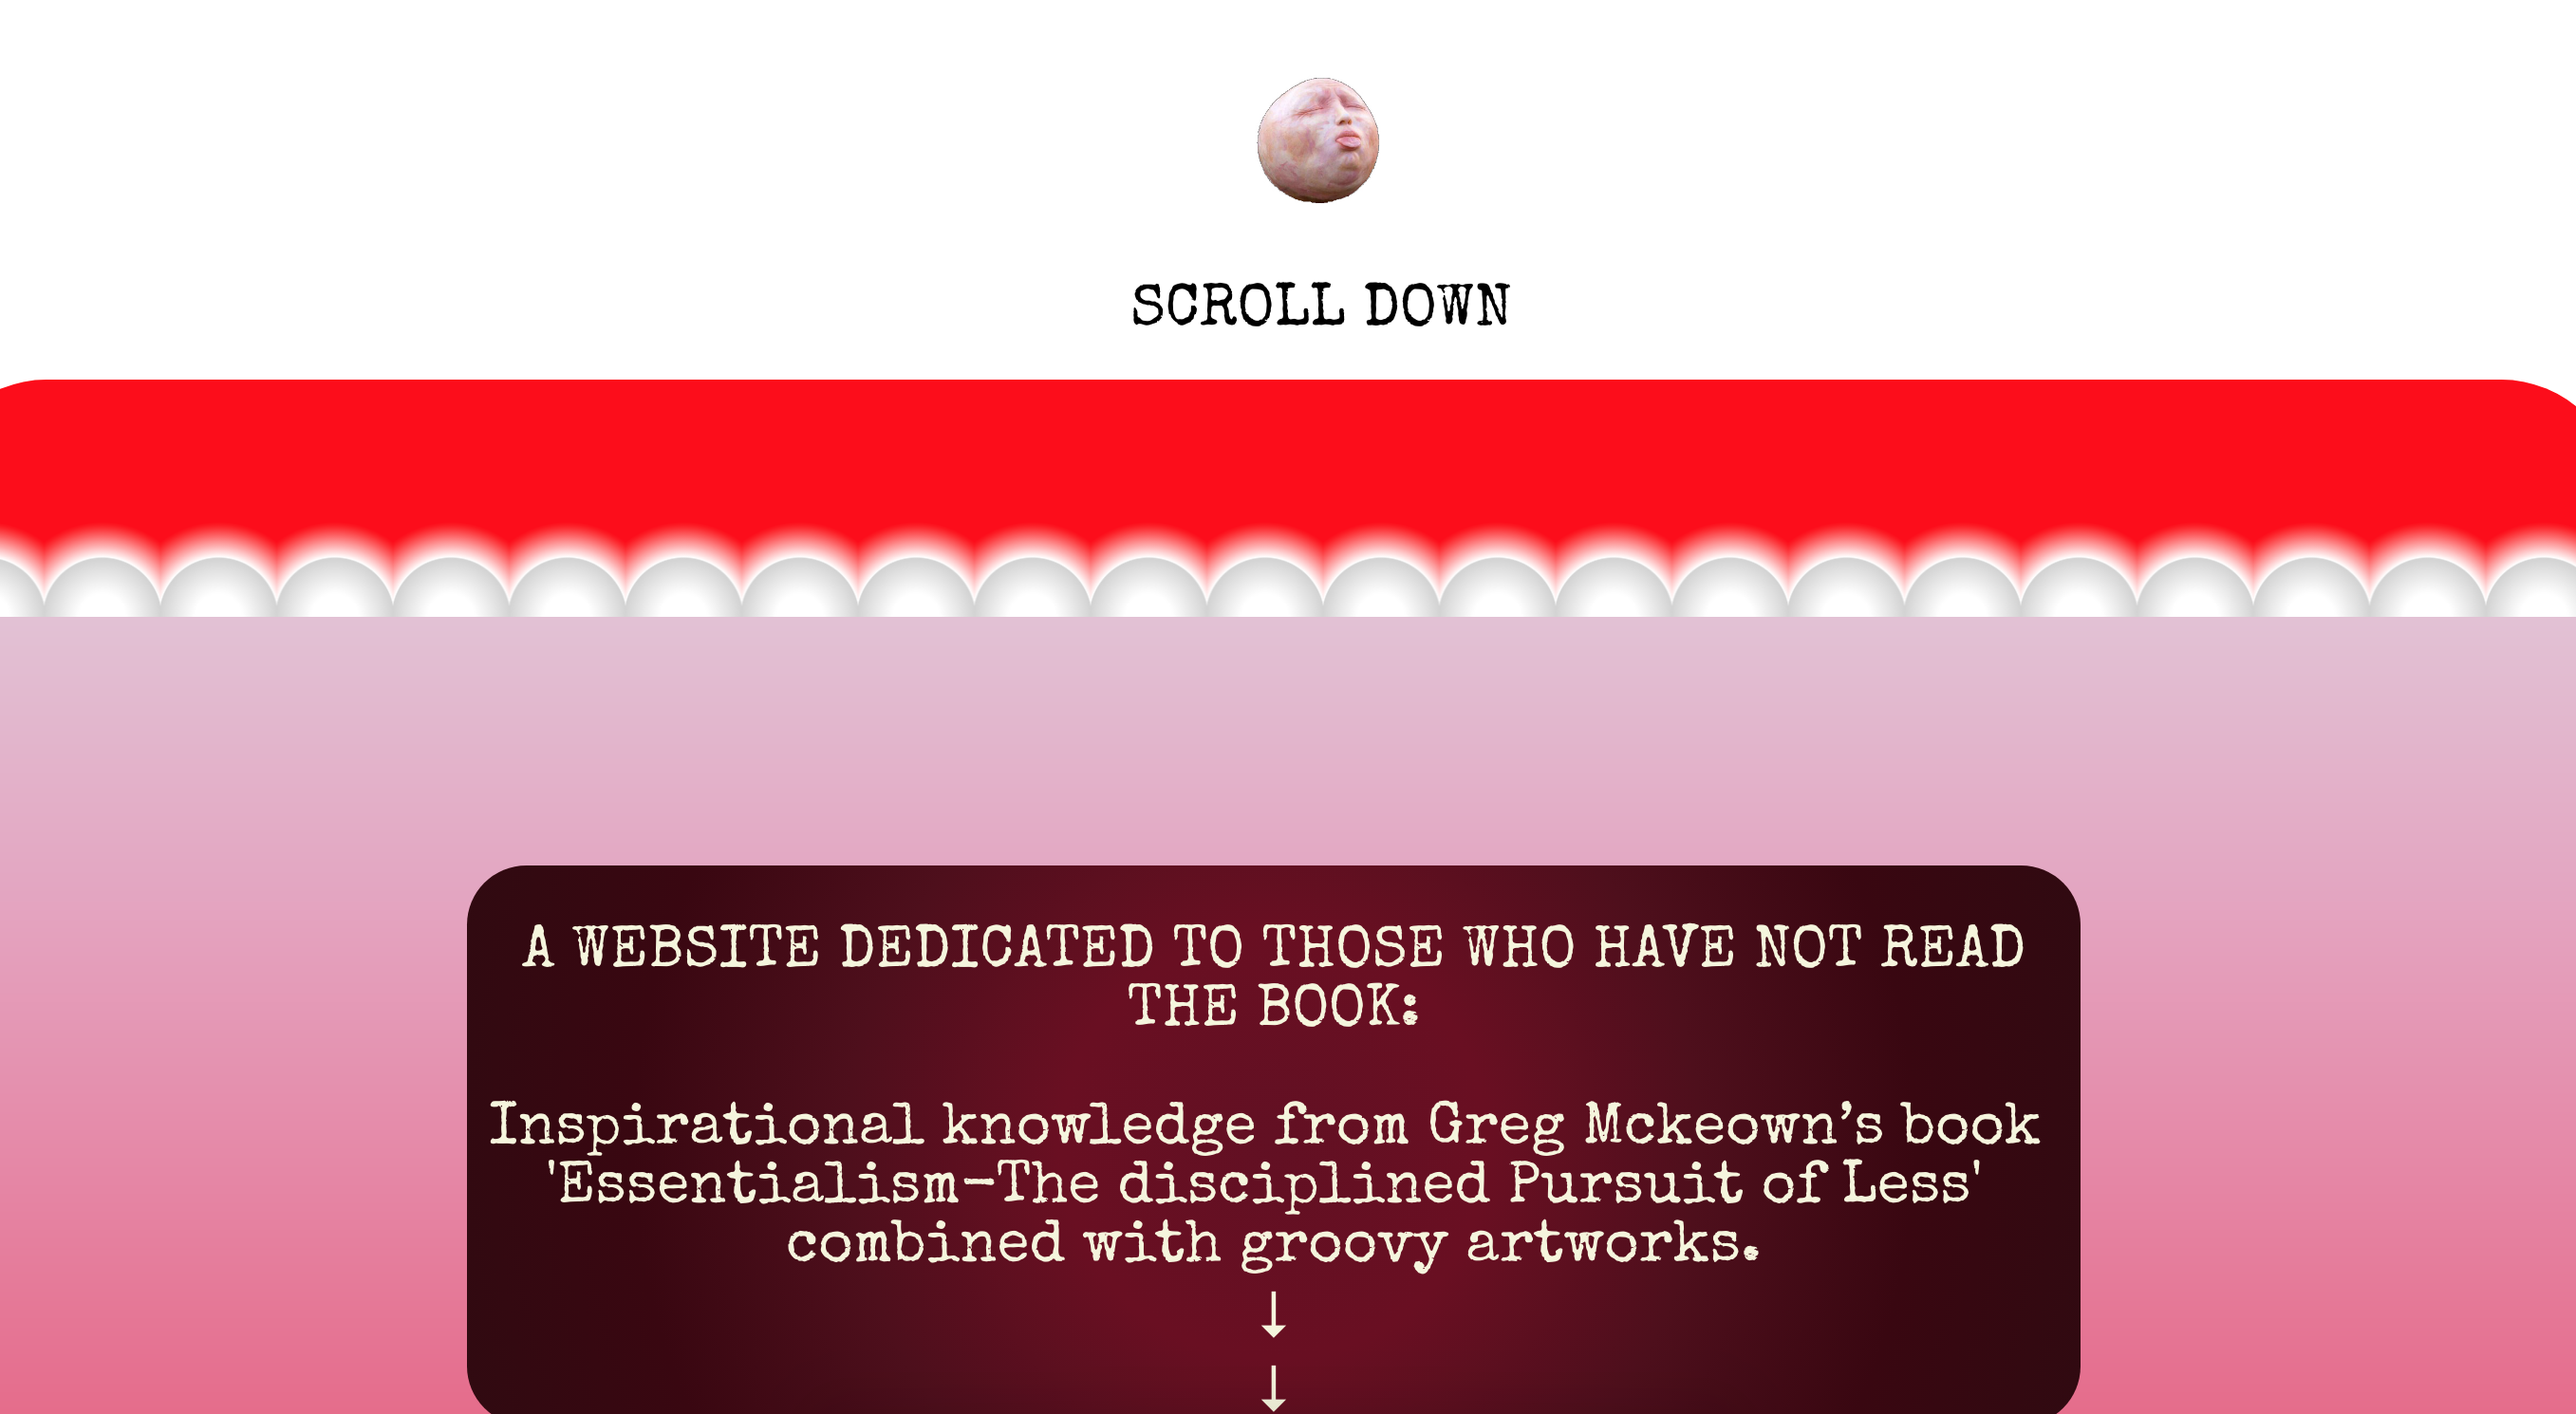 SCROLL DOWN
A WEBSITE DEDICATED TO THOSE WHO HAVE NOT READ
THE BOOK:
Inspirational knowledge from Greg Mckeown’s book
'Essentialism-The disciplined Pursuit of Less'
combined with groovy artworks.
↓
↓